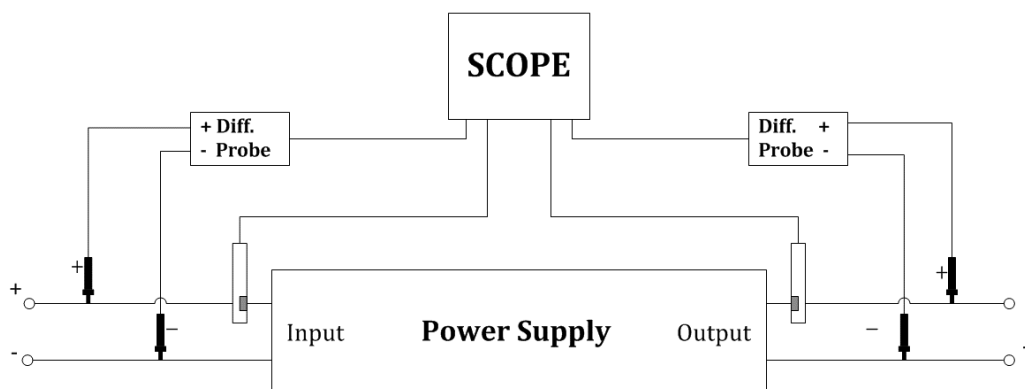 SCOPE
+ Diff.
- Probe
Diff. +
Probe -
+
+
+
–
–
-
-
Input
Power Supply
Output